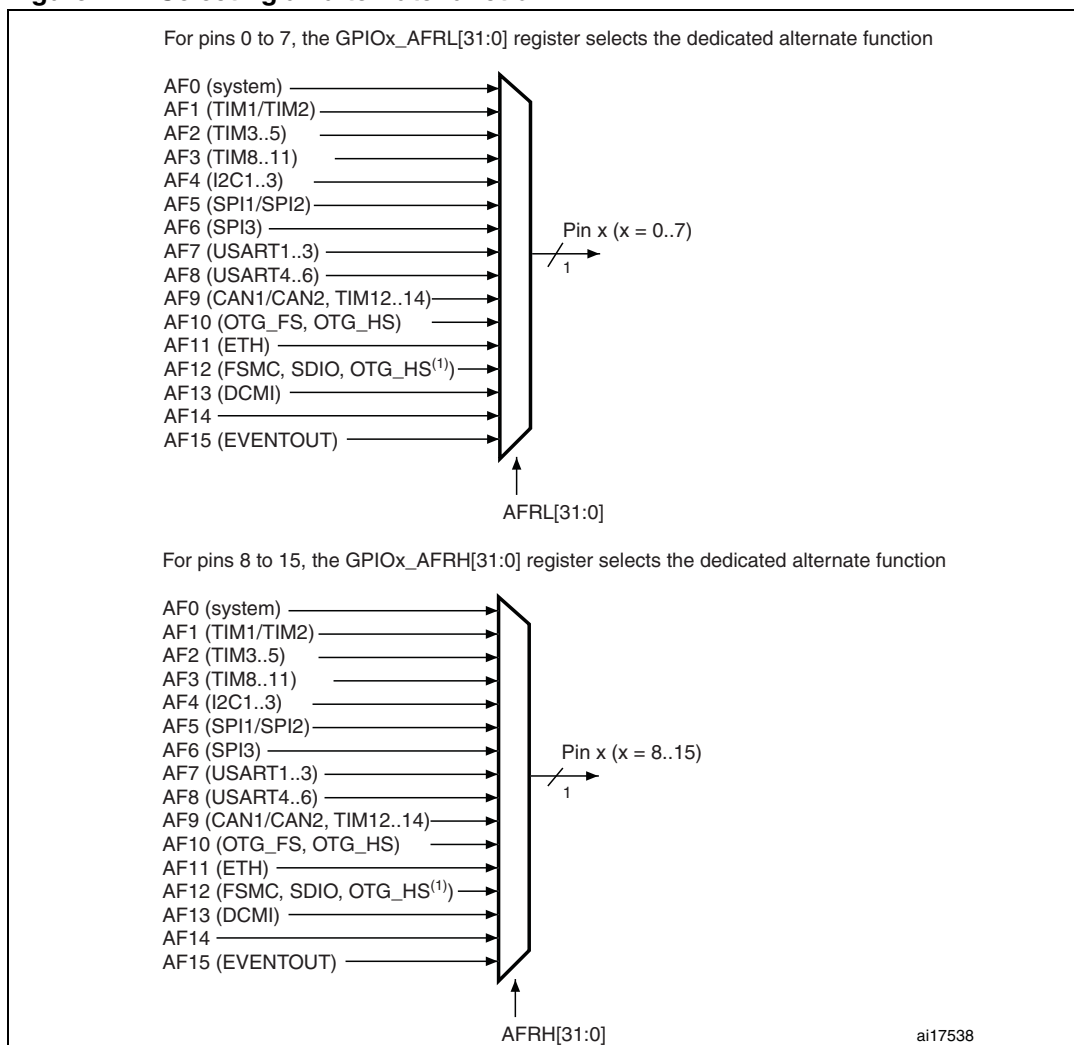 For pins 0 to 7, the GPIOx_AFRL[31:0] register selects the dedicated alternate function
AF0 (system)
AF1 (TIM1/TIM2)
AF2 (TIM3..5)
AF3 (TIM8..11)
AF4 (I2C1..3)
AF5 (SPI1/SPI2)
AF6 (SPI3)
AF7 (USART1..3)
AF8 (USART4..6)
AF9 (CAN1/CAN2, TIM12..14)
AF10 (OTG_FS, OTG_HS)
AF11 (ETH)
AF12 (FSMC, SDIO, OTG_HS(1))
AF13 (DCMI)
AF14
AF15 (EVENTOUT)
Pin x (x = 0..7)
1
AFRL[31:0]
For pins 8 to 15, the GPIOx_AFRH[31:0] register selects the dedicated alternate function
AF0 (system)
AF1 (TIM1/TIM2)
AF2 (TIM3..5)
AF3 (TIM8..11)
AF4 (I2C1..3)
AF5 (SPI1/SPI2)
AF6 (SPI3)
AF7 (USART1..3)
AF8 (USART4..6)
AF9 (CAN1/CAN2, TIM12..14)
AF10 (OTG_FS, OTG_HS)
AF11 (ETH)
AF12 (FSMC, SDIO, OTG_HS(1))
AF13 (DCMI)
AF14
AF15 (EVENTOUT)
Pin x (x = 8..15)
1
AFRH[31:0]
ai17538